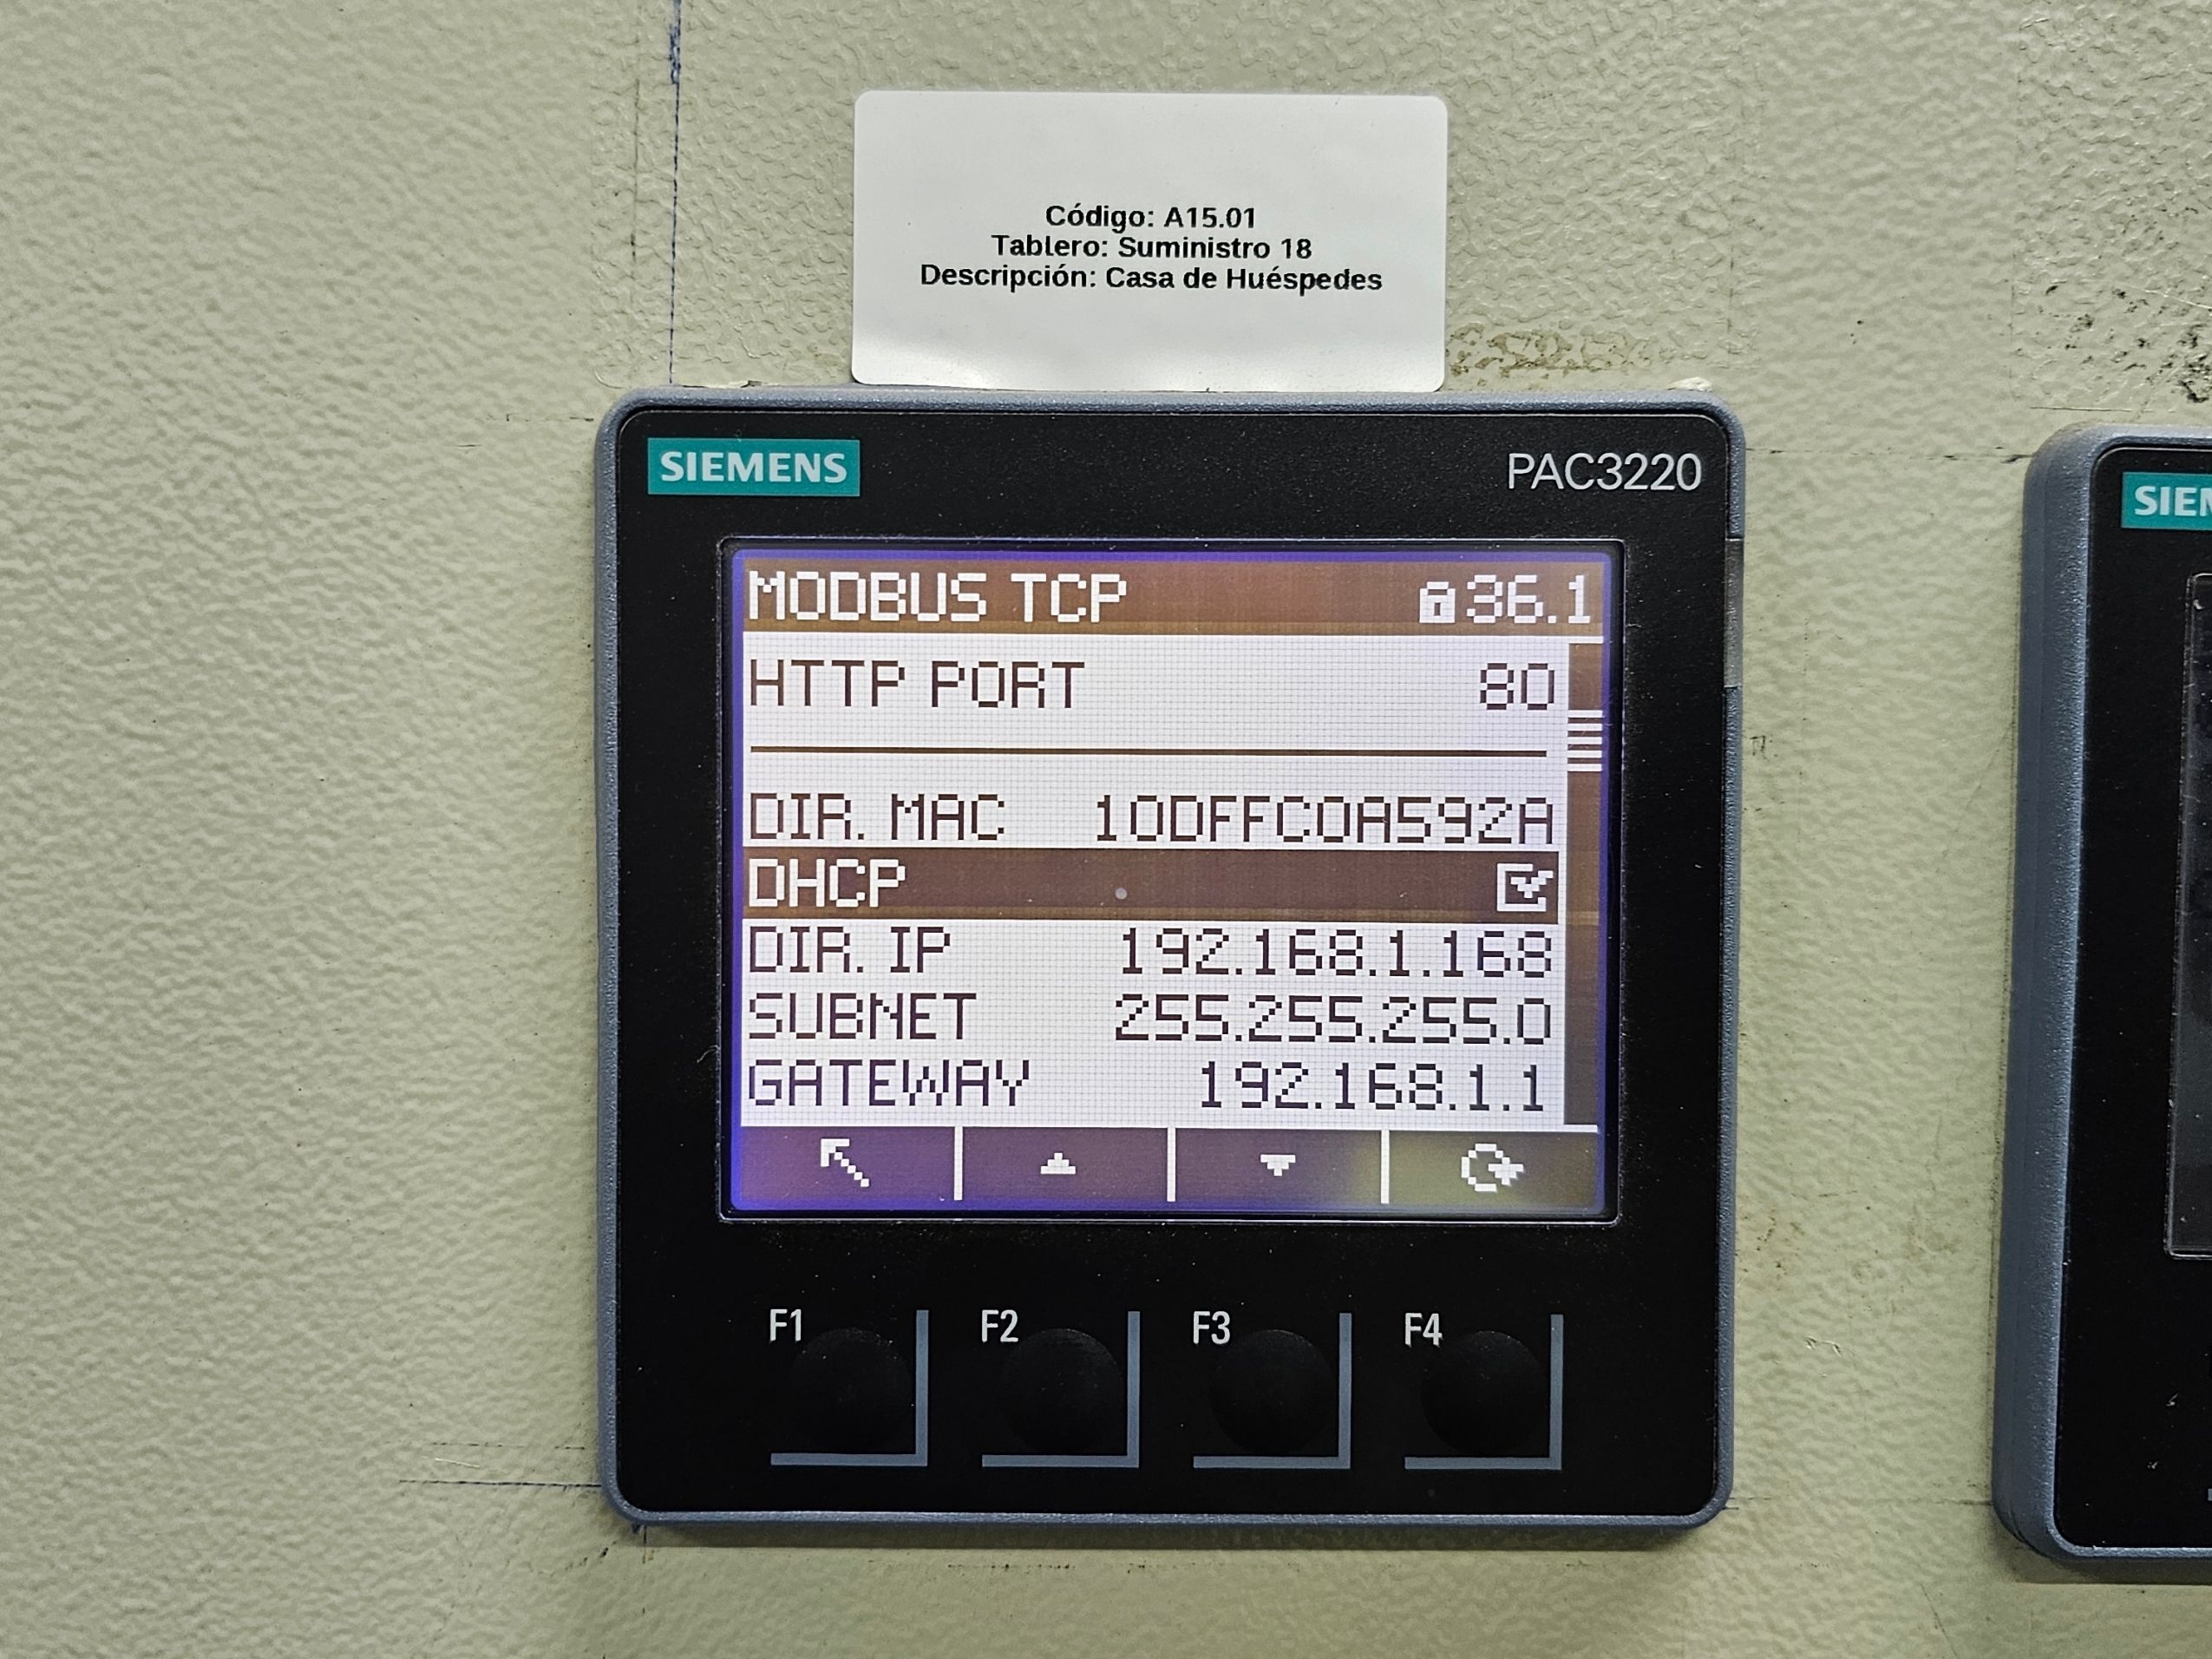 Código: A15.01
Tablero: Suministro 18
Descripción: Casa de Huéspedes
SIEMENS
PAC3220
MODBUS TCP 36.1
HTTP PORT 80
DIR. MAC 10DFFC0A592A
DHCP
DIR. IP 192.168.1.168
SUBNET 255.255.255.0
GATEWAY 192.168.1.1
F1 F2 F3 F4